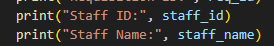 print("Staff ID:", staff_id)
print("Staff Name:", staff_name)